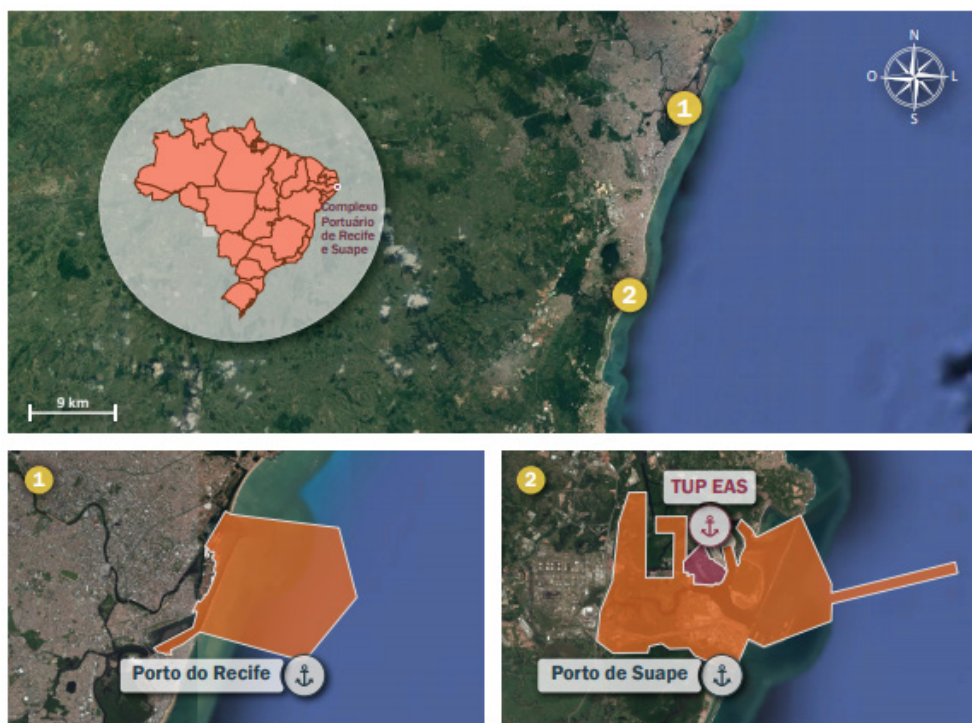 N
O
L
S
1
2
Complexo
Portuário
de Recife
e Suape
9 km
1
Porto do Recife
2
TUP EAS
Porto de Suape